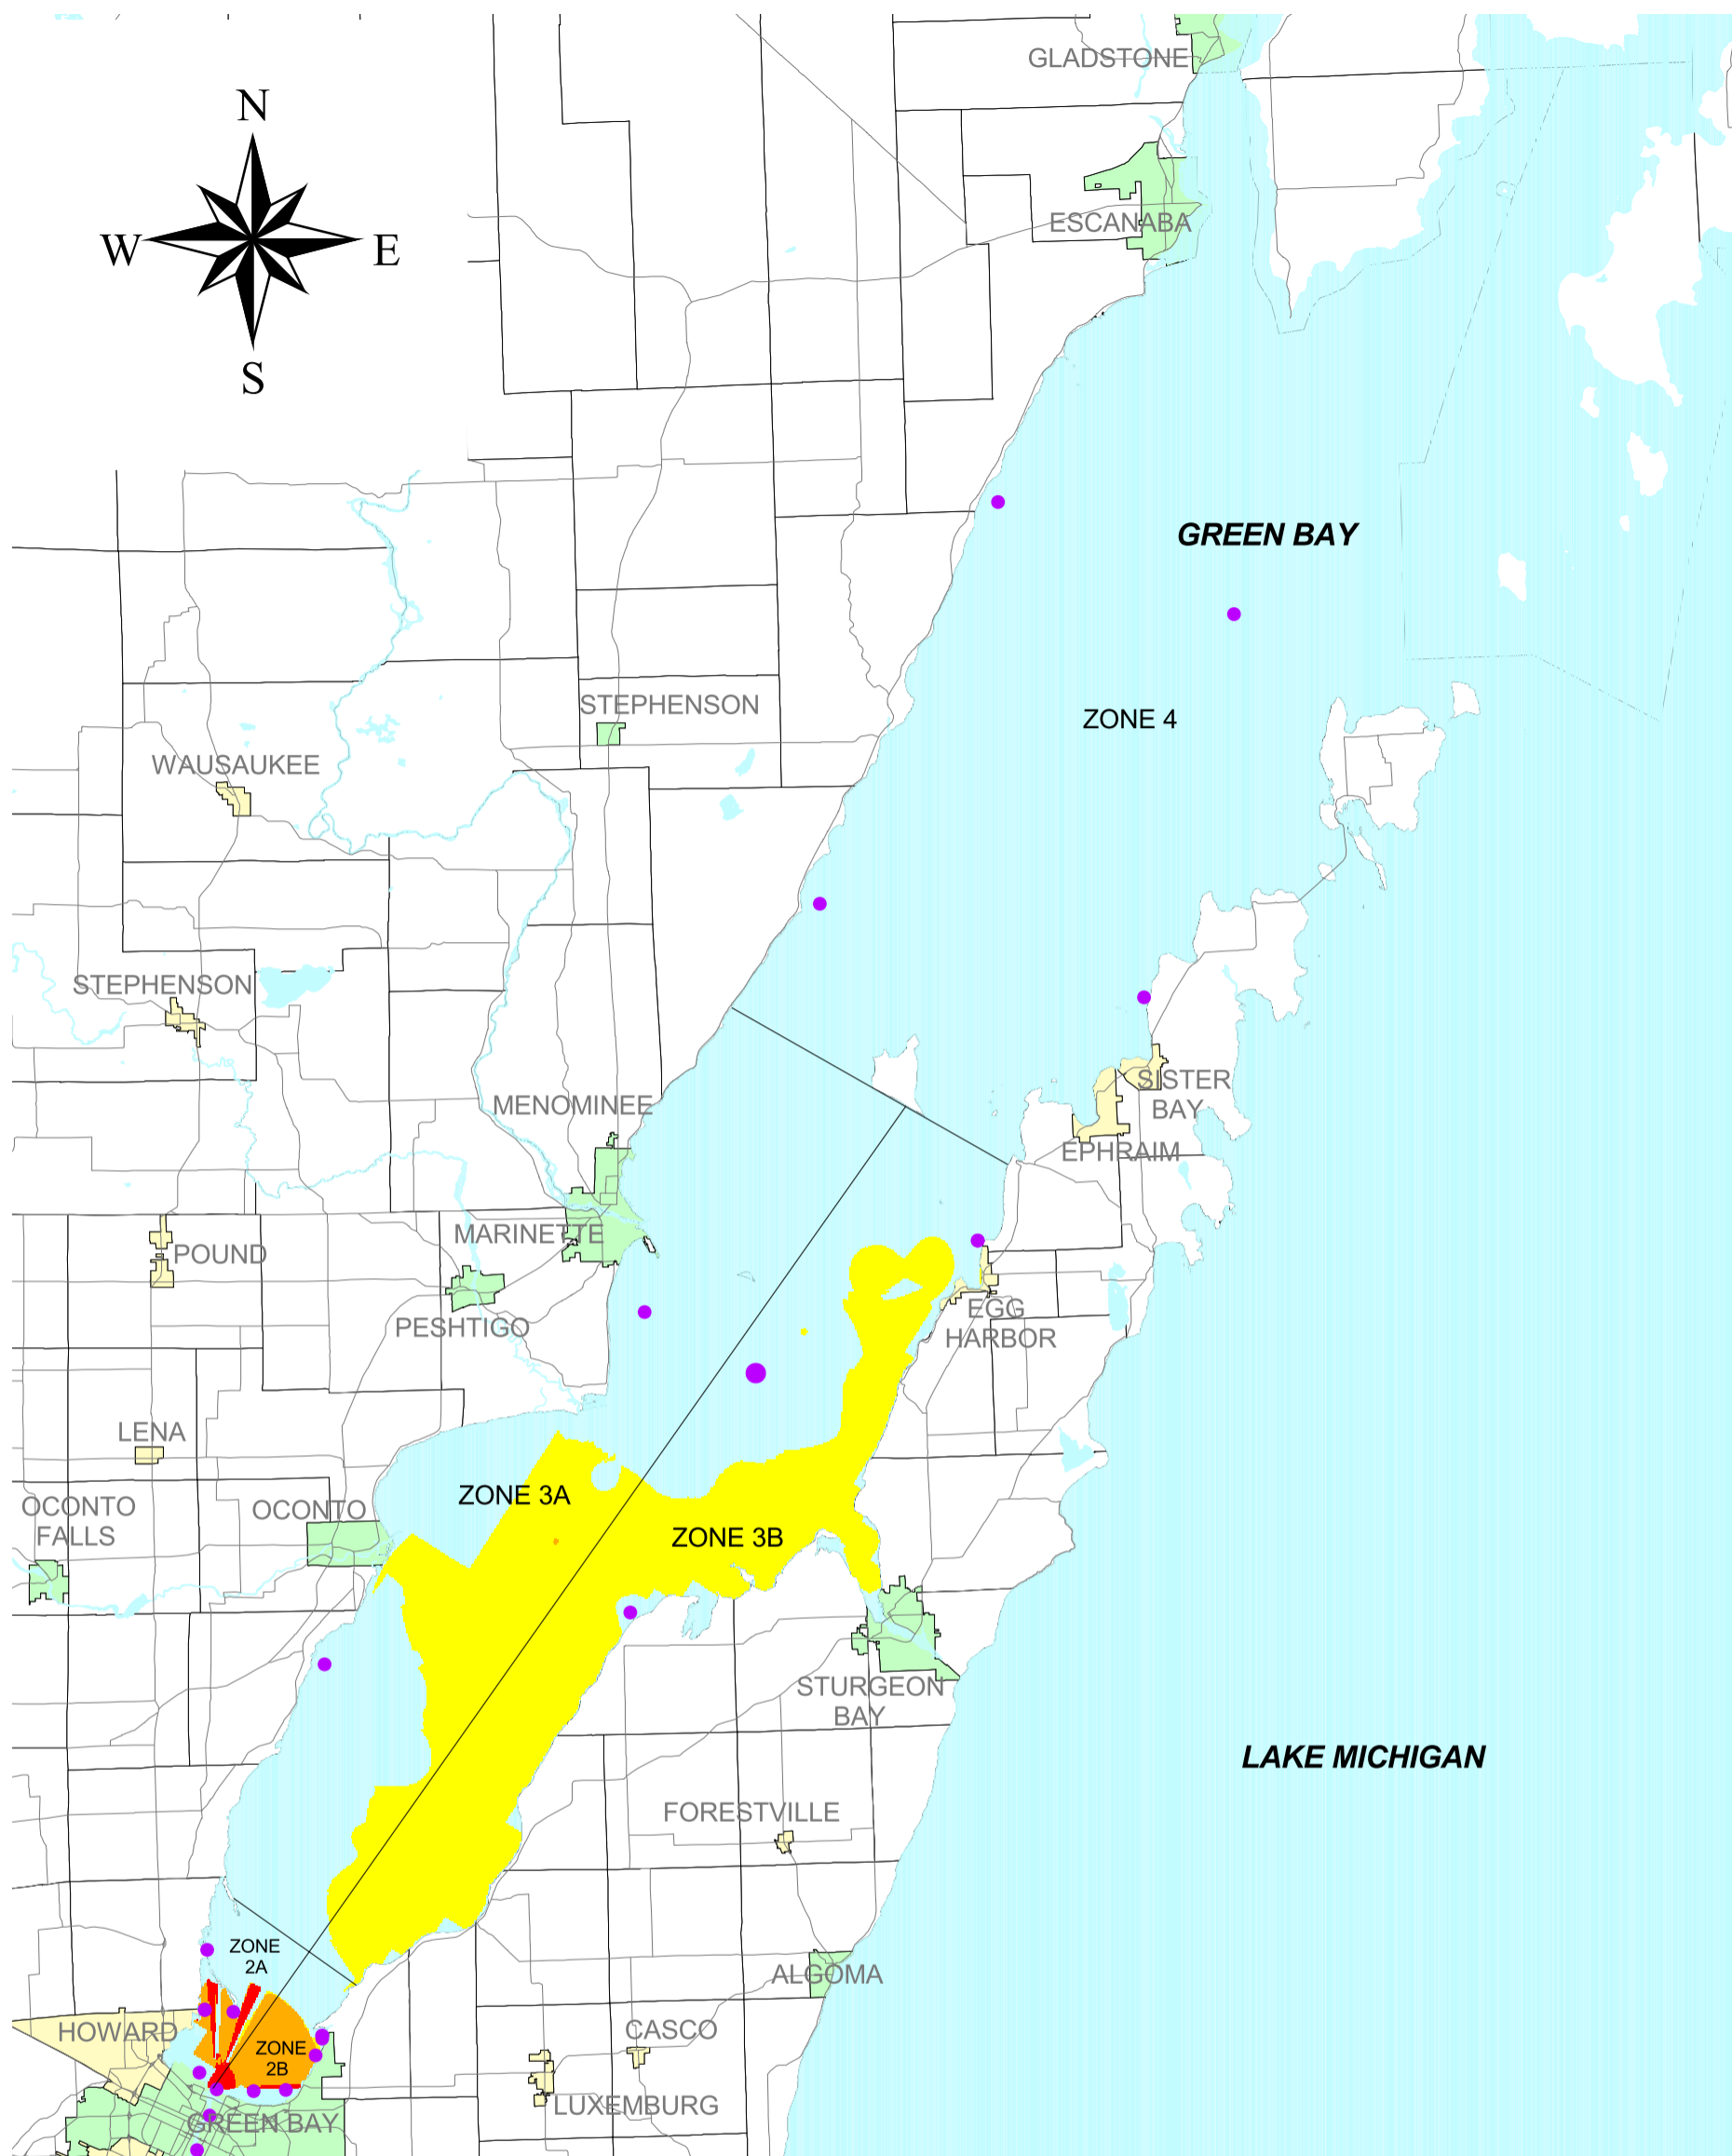 GLADSTONE
N
W
E
S
ESCANABA
GREEN BAY
STEPHENSON
ZONE 4
WAUSAUKEE
STEPHENSON
MENOMINEE
SISTER
BAY
EPHRAIM
MARINETTE
POUND
PESHTIGO
EGG
HARBOR
LENA
ZONE 3A
OCONTO
FALLS
OCONTO
ZONE 3B
STURGEON
BAY
LAKE MICHIGAN
FORESTVILLE
ZONE
2A
ALGOMA
HOWARD
CASCO
ZONE
2B
LUXEMBURG
GREEN BAY